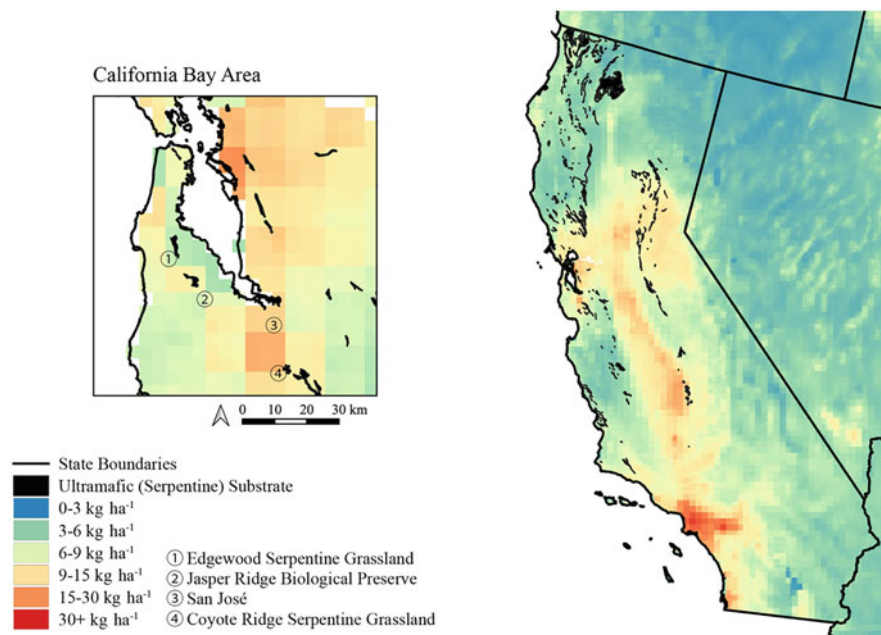 California Bay Area
①
②
③
④
0 10 20 30 km
State Boundaries
Ultramafic (Serpentine) Substrate
0-3 kg ha-1
3-6 kg ha-1
6-9 kg ha-1
9-15 kg ha-1
15-30 kg ha-1
30+ kg ha-1
① Edgewood Serpentine Grassland
② Jasper Ridge Biological Preserve
③ San José
④ Coyote Ridge Serpentine Grassland